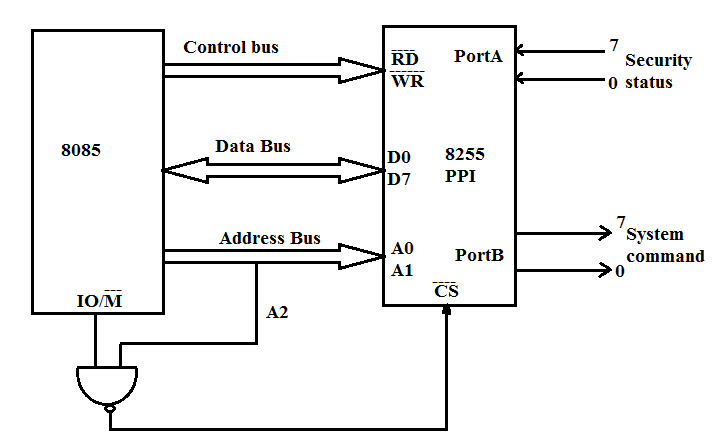 Control bus
RD
WR
PortA
7
Security
0 status
8085
Data Bus
D0
D7
8255
PPI
Address Bus
A0
A1
PortB
7
System
command
0
CS
IO/M
A2